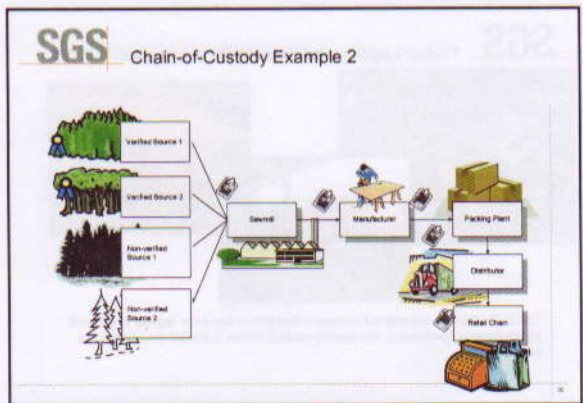 SGS
Chain-of-Custody Example 2
Verified Source 1
Verified Source 2
Non-verified
Source 1
Non-verified
Source 2
Sawmill
Manufacturer
Packing Plant
Distributor
Retail Chain